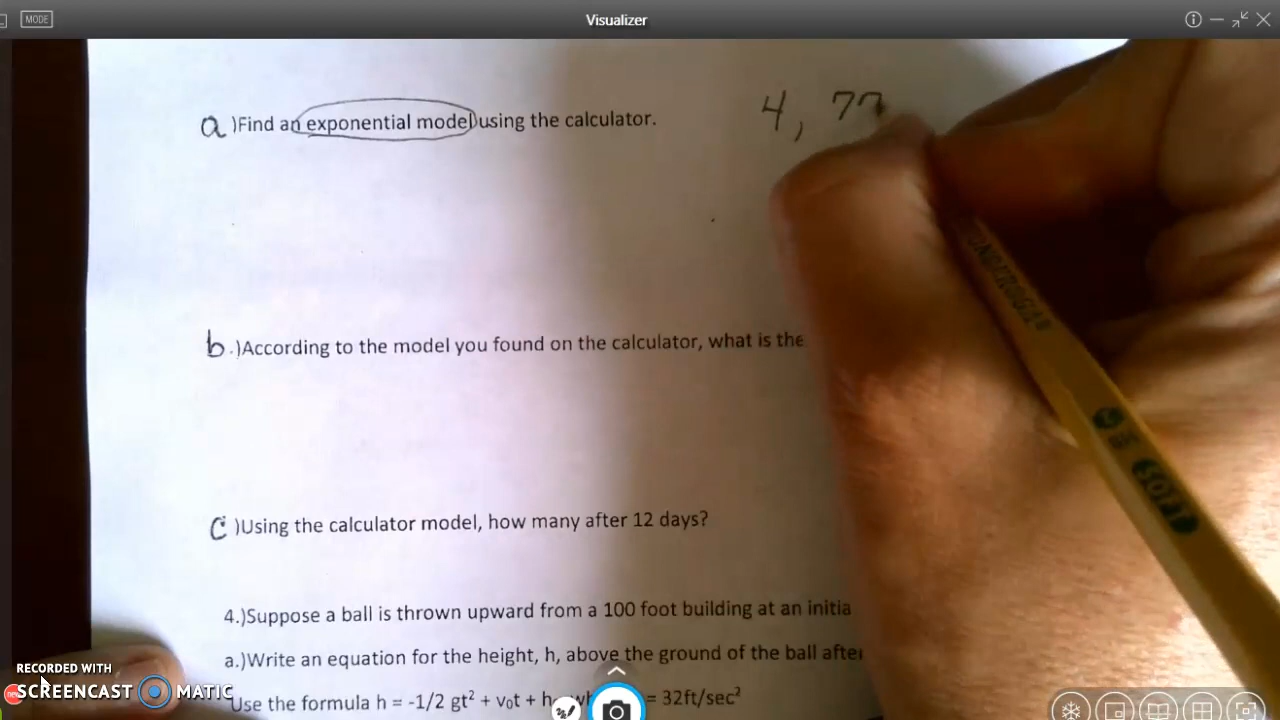 MODE
Visualizer
a )Find an exponential model using the calculator.
4, 77
b.)According to the model you found on the calculator, what is the
c )Using the calculator model, how many after 12 days?
4.)Suppose a ball is thrown upward from a 100 foot building at an initia
a.)Write an equation for the height, h, above the ground of the ball after
Use the formula h = -1/2 gt² + v₀t + h = 32ft/sec²
SOFT
RECORDED WITH
SCREENCAST MATIC